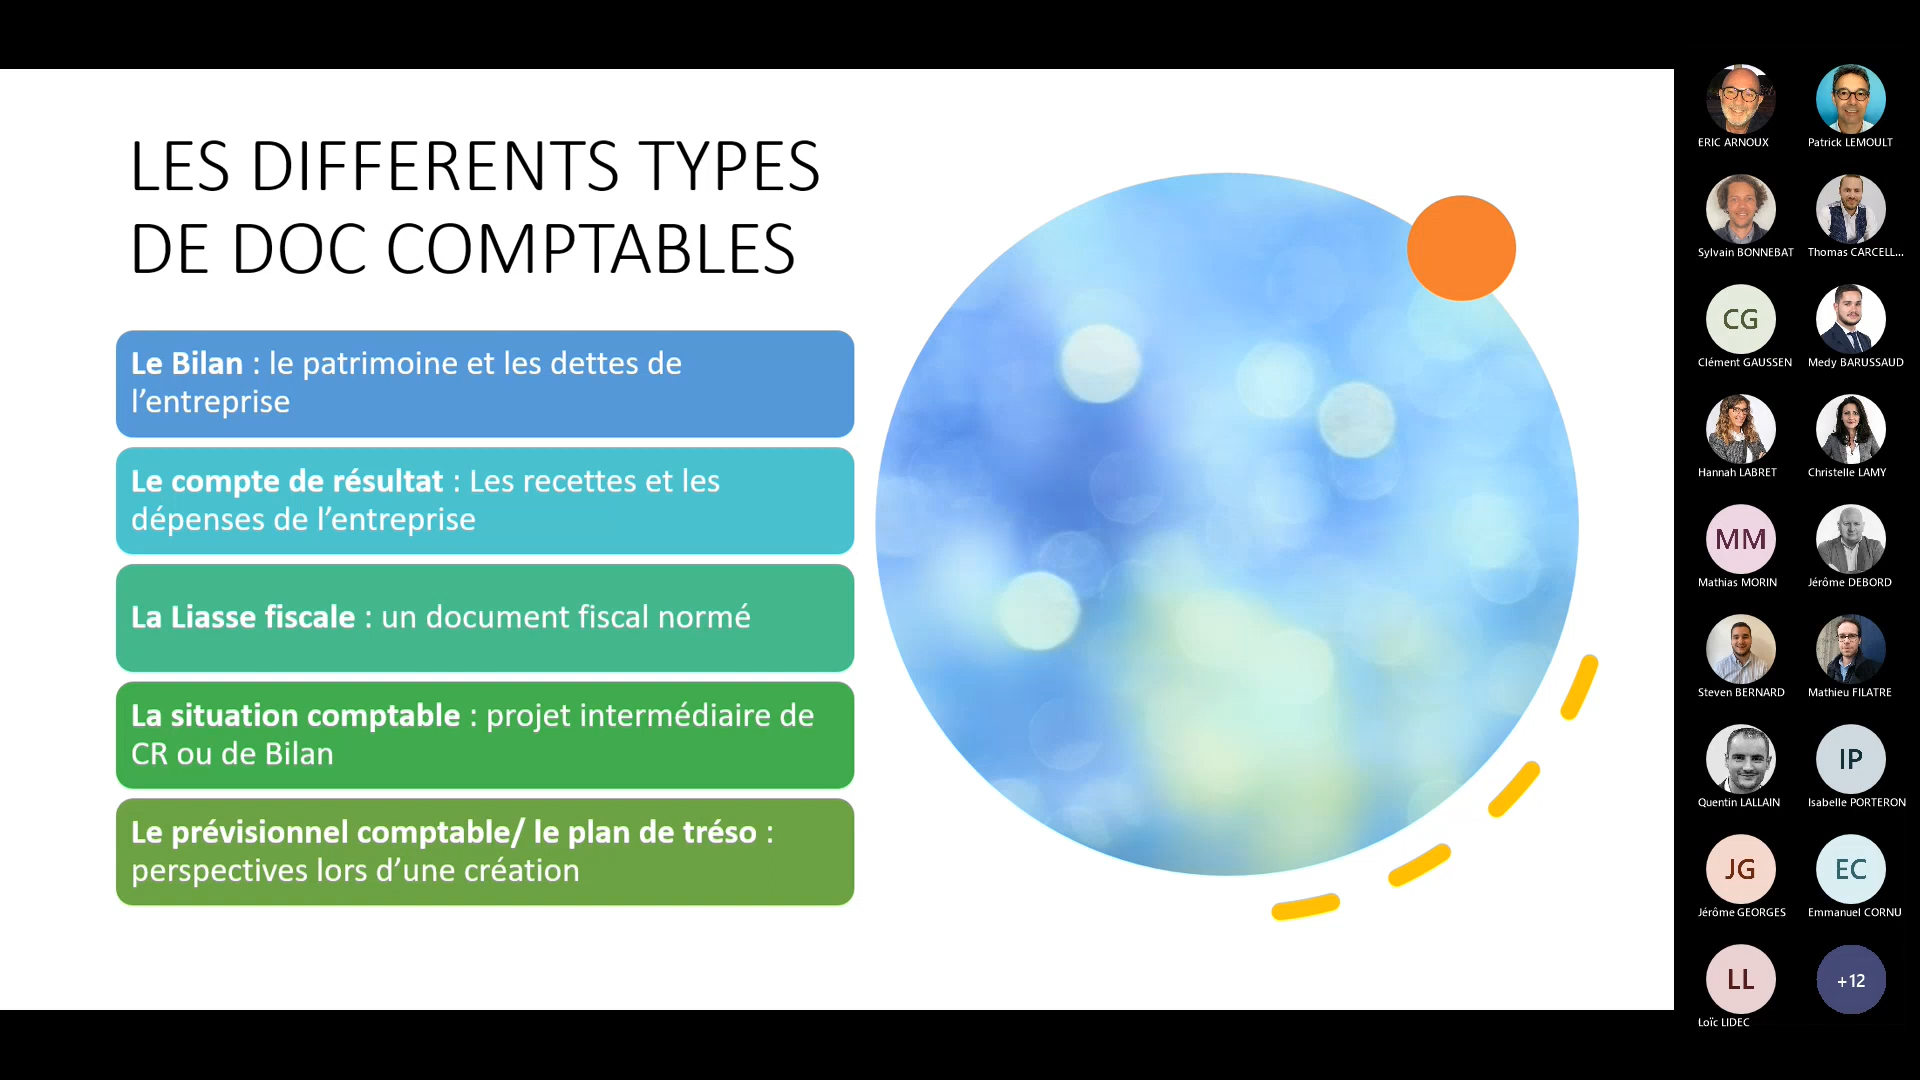 LES DIFFERENTS TYPES
DE DOC COMPTABLES
Le Bilan : le patrimoine et les dettes de
l’entreprise
Le compte de résultat : Les recettes et les
dépenses de l’entreprise
La Liasse fiscale : un document fiscal normé
La situation comptable : projet intermédiaire de
CR ou de Bilan
Le prévisionnel comptable/ le plan de tréso :
perspectives lors d’une création
ERIC ARNOUX
Patrick LEMOULT
Sylvain BONNEBAT
Thomas CARCELL...
CG
Clément GAUSSEN
Medy BARUSSAUD
Hannah LABRET
Christelle LAMY
MM
Mathias MORIN
Jérôme DEBORD
Steven BERNARD
Mathieu FILATRE
Quentin LALLAIN
IP
Isabelle PORTERON
JG
Jérôme GEORGES
EC
Emmanuel CORNU
LL
Loïc LIDEC
+12